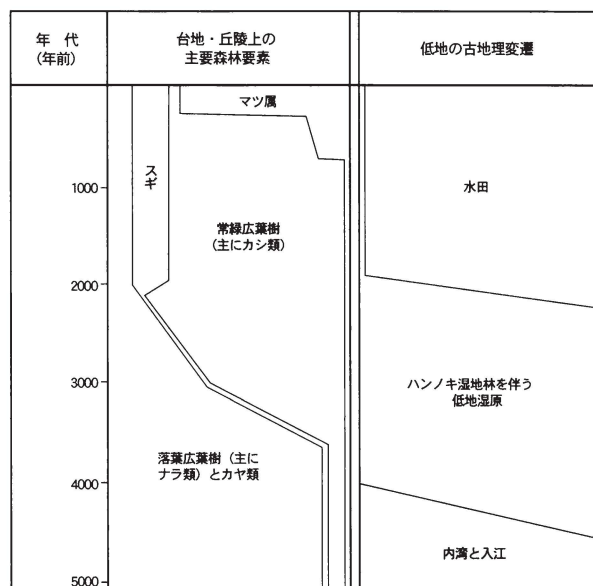 年 代
(年前)
台地・丘陵上の
主要森林要素
低地の古地理変遷
マツ属
スギ
常緑広葉樹
(主にカシ類)
水田
1000
2000
3000
ハンノキ湿地林を伴う
低地湿原
落葉広葉樹(主に
ナラ類)とカヤ類
4000
内湾と入江
5000